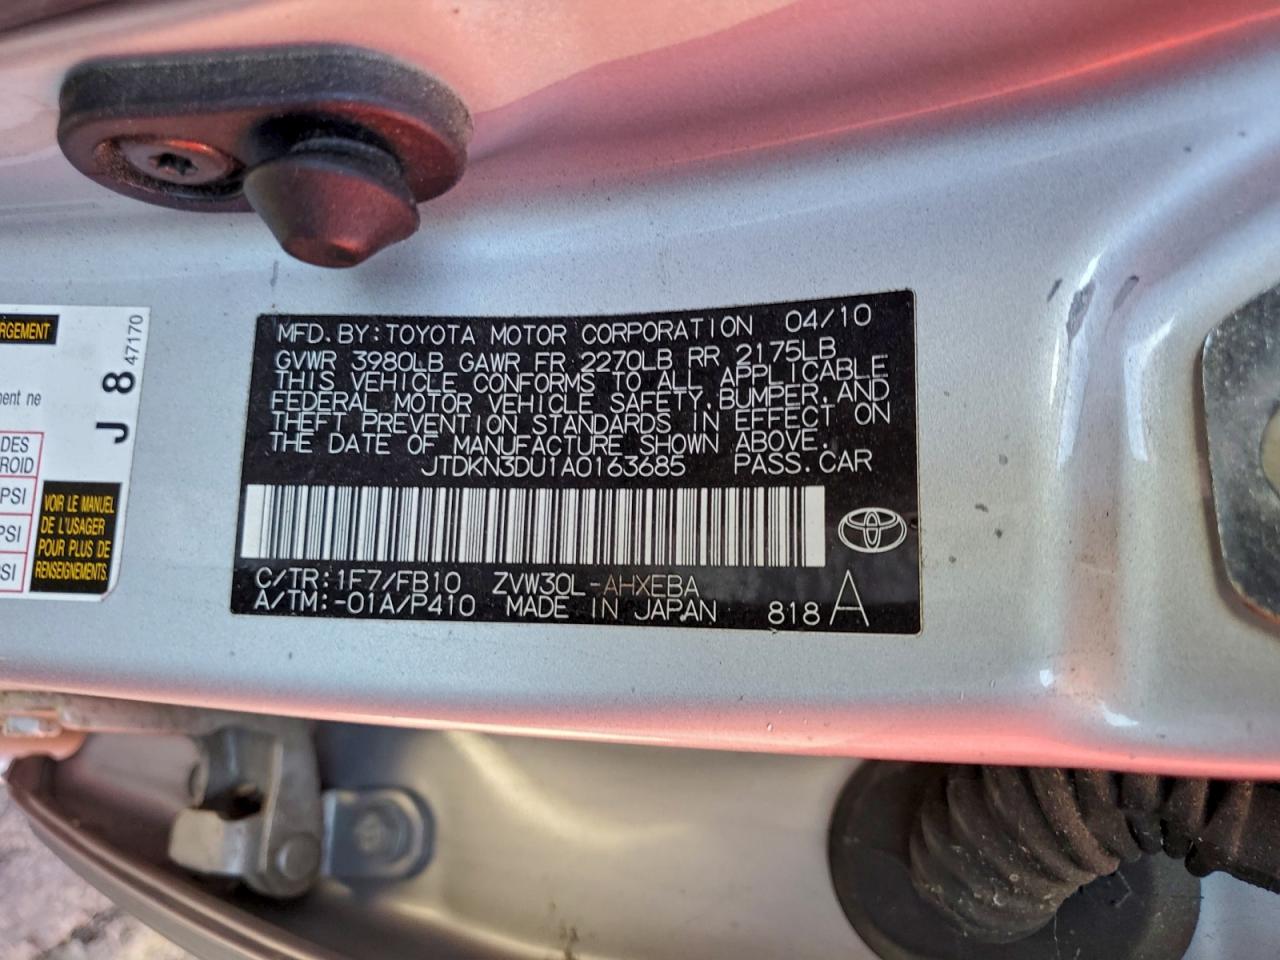 MFD.BY:TOYOTA MOTOR CORPORATION 04/10
GVWR 3980LB GAWR FR 2270LB RR 2175LB
THIS VEHICLE CONFORMS TO ALL APPLICABLE
FEDERAL MOTOR VEHICLE SAFETY,BUMPER,AND
THEFT PREVENTION STANDARDS IN EFFECT ON
THE DATE OF MANUFACTURE SHOWN ABOVE.
JTDKN3DU1A0163685 PASS.CAR
C/TR:1F7/FB10 ZVW30L-AHXEBA
A/TM:-01A/P410 MADE IN JAPAN 818 A
RGEMENT
ment ne
J 8 47170
DES
ROID
PSI
PSI
PSI
VOIR LE MANUEL
DE L'USAGER
POUR PLUS DE
RENSEIGNEMENTS.